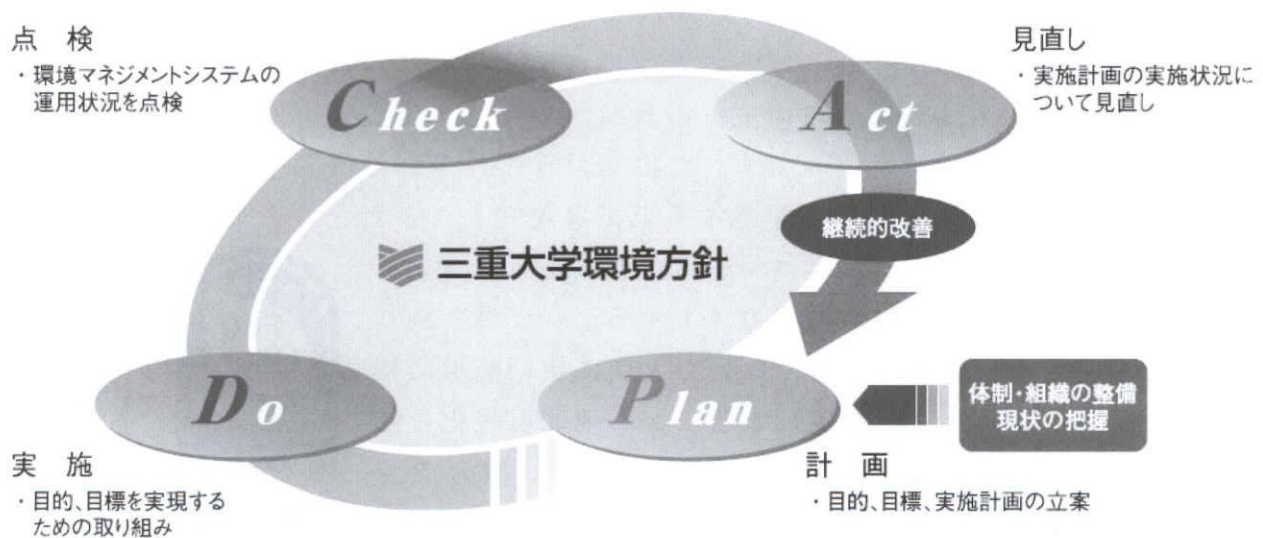 点　検
・環境マネジメントシステムの
運用状況を点検
Check
Act
見直し
・実施計画の実施状況に
ついて見直し
継続的改善
三重大学環境方針
Do
Plan
体制・組織の整備
現状の把握
実　施
・目的、目標を実現する
ための取り組み
計　画
・目的、目標、実施計画の立案